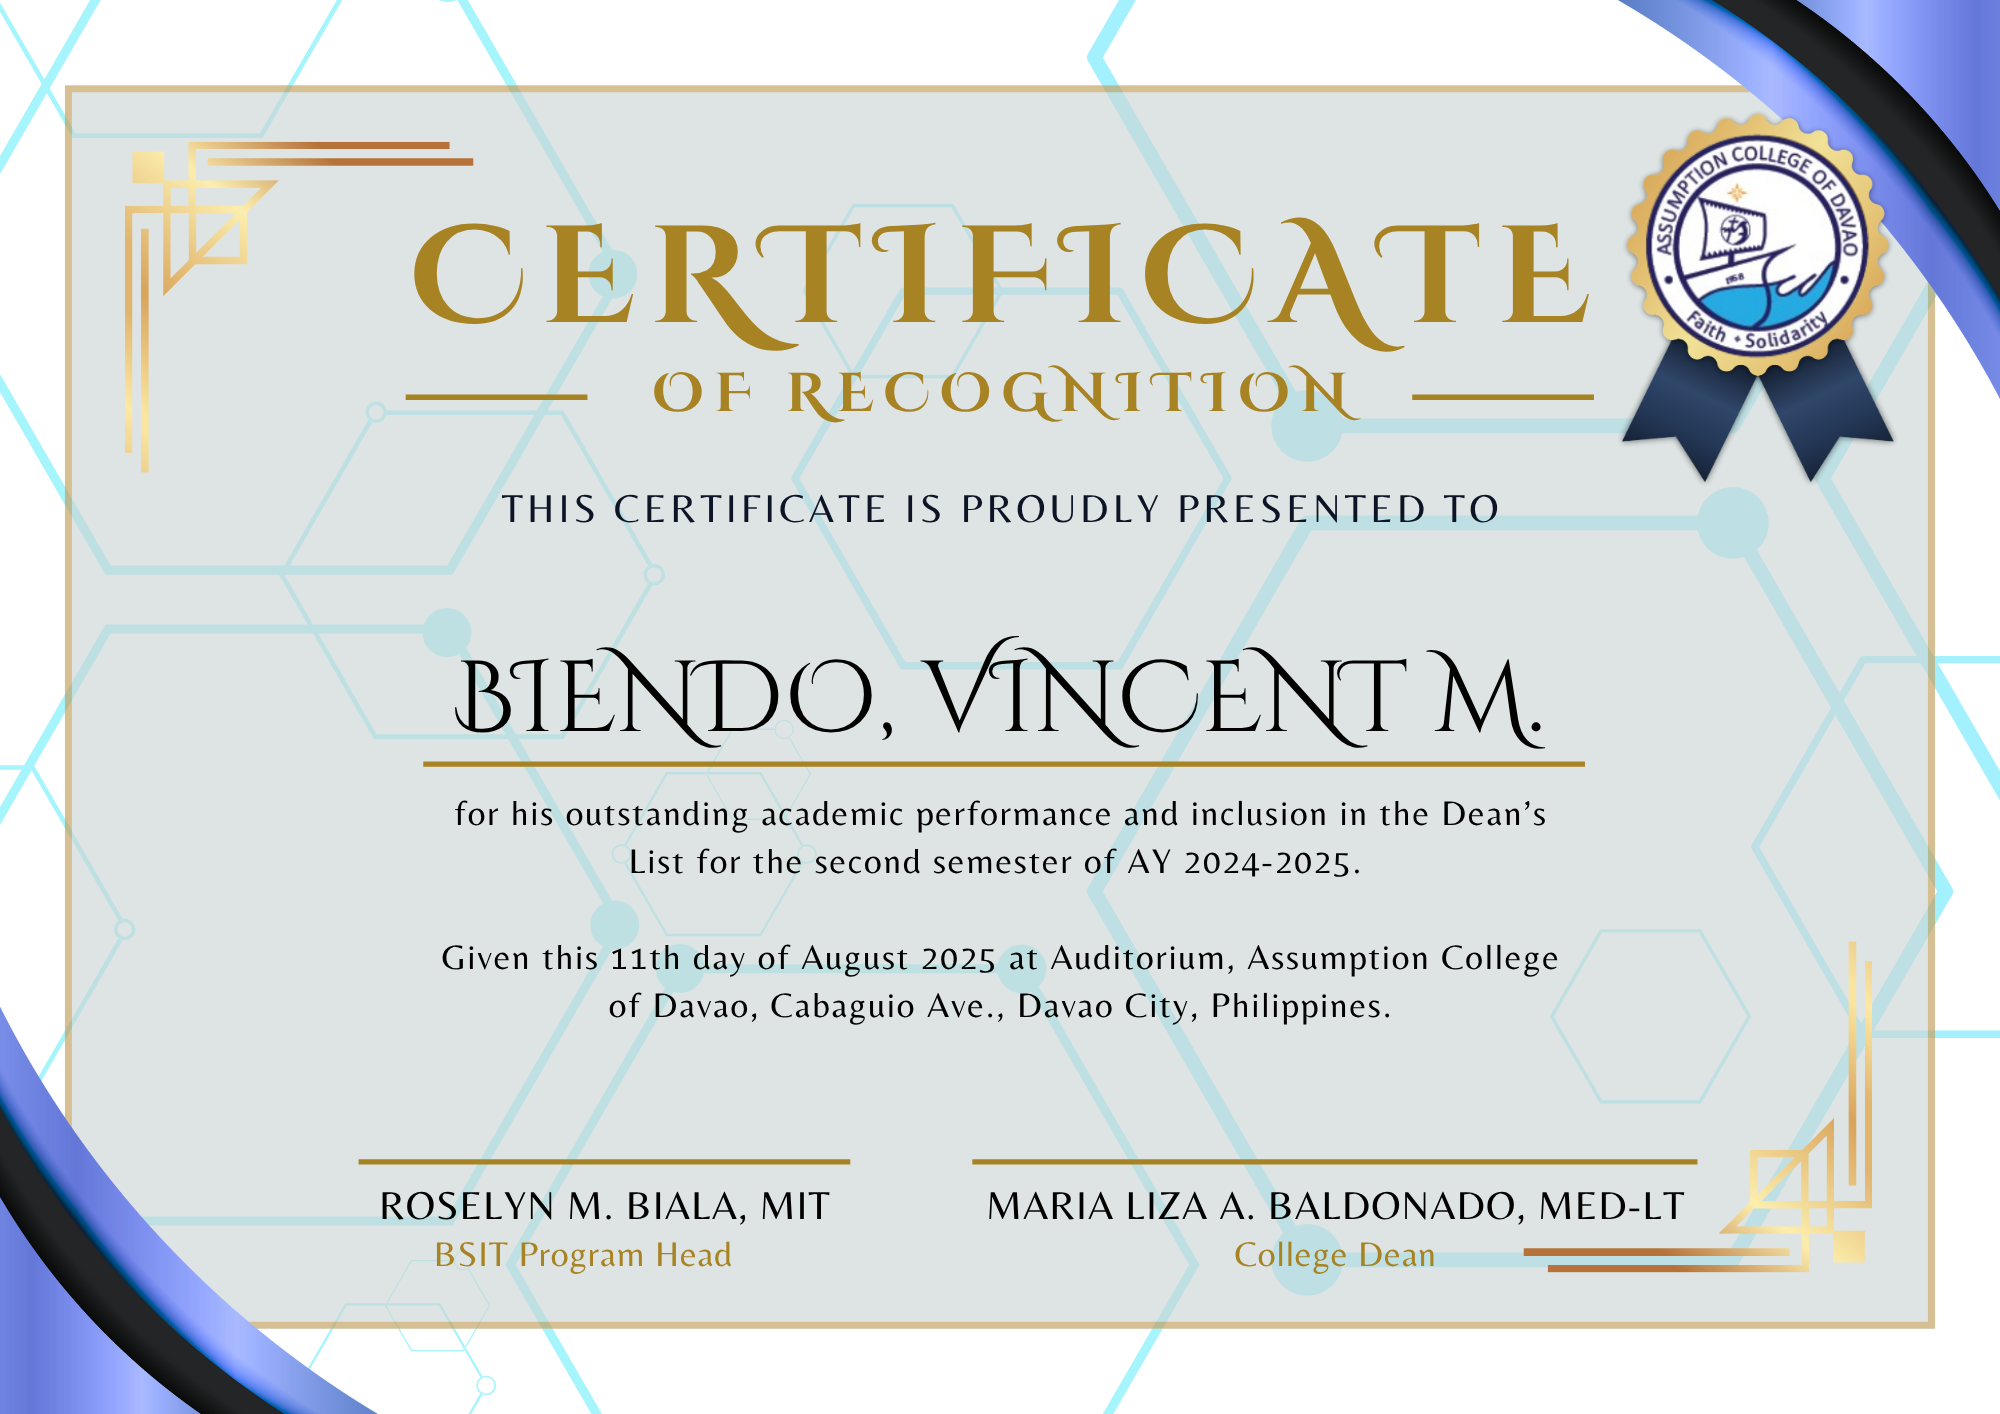 CERTIFICATE
OF RECOGNITION
ASSUMPTION COLLEGE OF DAVAO
1958
Faith • Solidarity
THIS CERTIFICATE IS PROUDLY PRESENTED TO
BIENDO, VINCENT M.
for his outstanding academic performance and inclusion in the Dean’s
List for the second semester of AY 2024-2025.
Given this 11th day of August 2025 at Auditorium, Assumption College
of Davao, Cabaguio Ave., Davao City, Philippines.
ROSELYN M. BIALA, MIT
BSIT Program Head
MARIA LIZA A. BALDONADO, MED-LT
College Dean